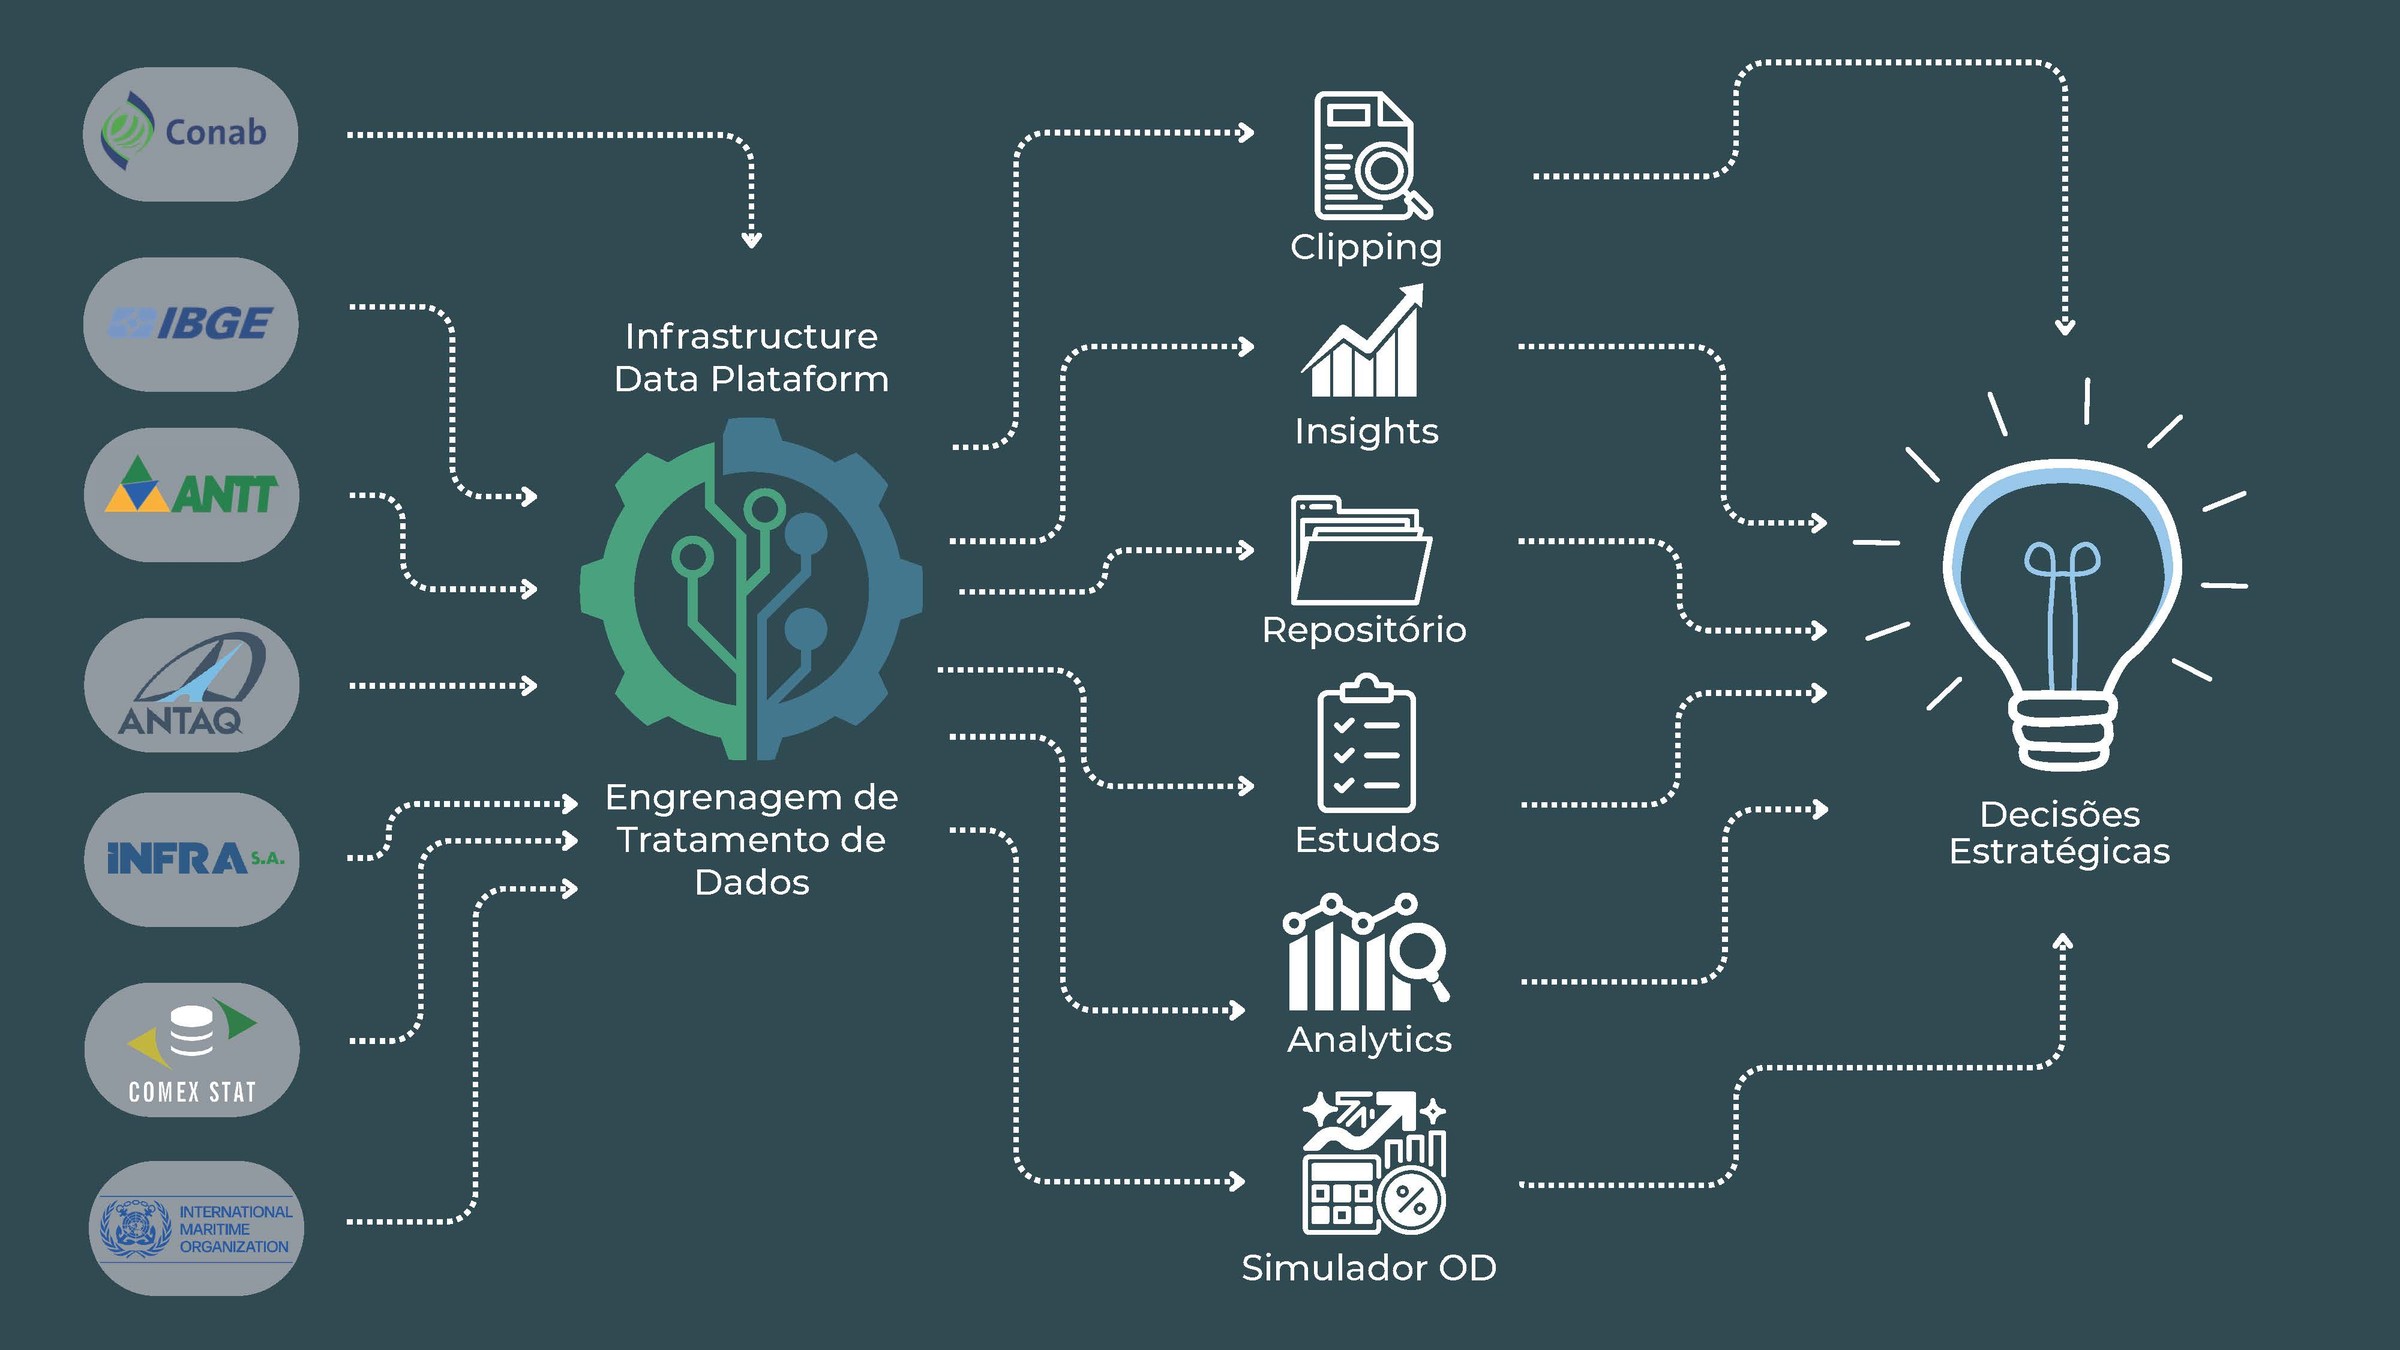 Conab
IBGE
ANTT
ANTAQ
INFRA S.A.
COMEX STAT
INTERNATIONAL
MARITIME
ORGANIZATION
Infrastructure
Data Plataform
Engrenagem de
Tratamento de
Dados
Clipping
Insights
Repositório
Estudos
Analytics
Simulador OD
Decisões
Estratégicas